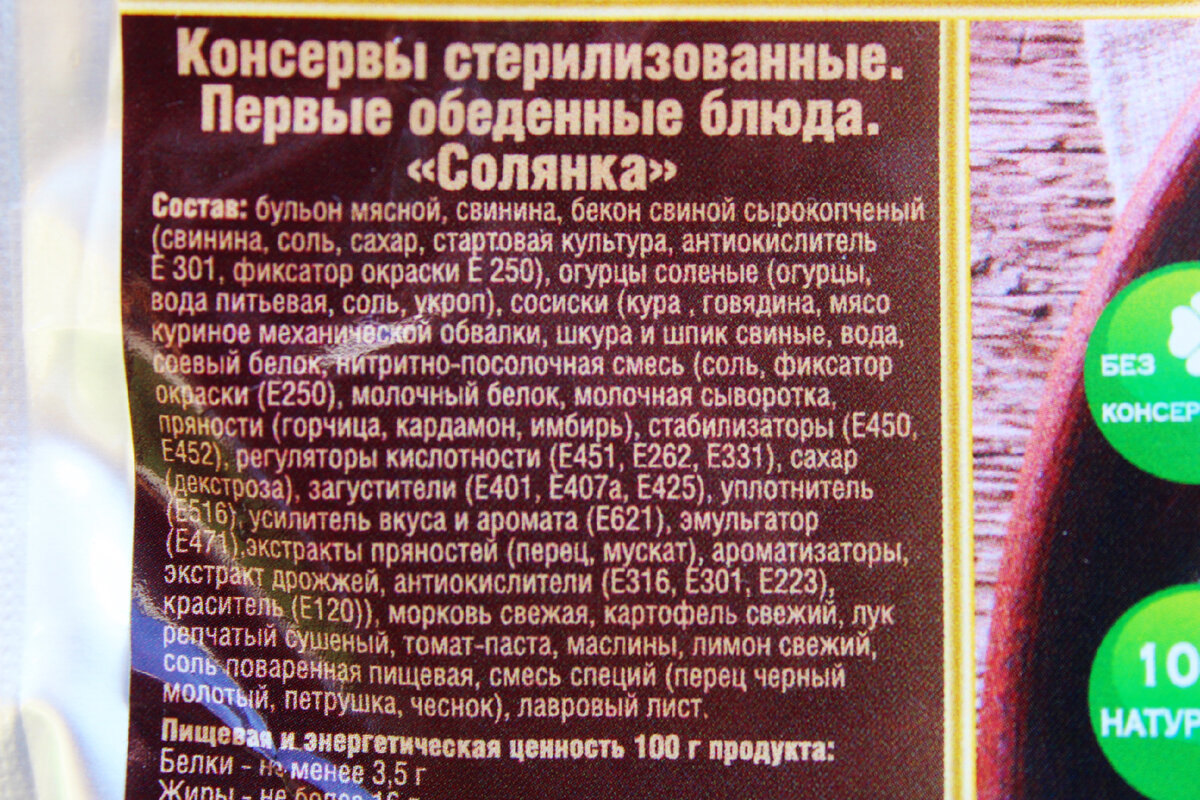 Консервы стерилизованные.
Первые обеденные блюда.
«Солянка»
Состав: бульон мясной, свинина, бекон свиной сырокопченый
(свинина, соль, сахар, стартовая культура, антиокислитель
Е 301, фиксатор окраски Е 250), огурцы соленые (огурцы,
вода питьевая, соль, укроп), сосиски (кура , говядина, мясо
куриное механической обвалки, шкура и шпик свиные, вода,
соевый белок, нитритно-посолочная смесь (соль, фиксатор
окраски (Е250), молочный белок, молочная сыворотка,
пряности (горчица, кардамон, имбирь), стабилизаторы (Е450,
Е452), регуляторы кислотности (Е451, Е262, Е331), сахар
(декстроза), загустители (Е401, Е407а, Е425), уплотнитель
(Е516), усилитель вкуса и аромата (Е621), эмульгатор
(Е471),экстракты пряностей (перец, мускат), ароматизаторы,
экстракт дрожжей, антиокислители (Е316, Е301, Е223),
краситель (Е120)), морковь свежая, картофель свежий, лук
репчатый сушеный, томат-паста, маслины, лимон свежий,
соль поваренная пищевая, смесь специй (перец черный
молотый, петрушка, чеснок), лавровый лист.
Пищевая и энергетическая ценность 100 г продукта:
Белки - не менее 3,5 г
Жиры - не более 16 г
БЕЗ
КОНСЕР
10
НАТУР